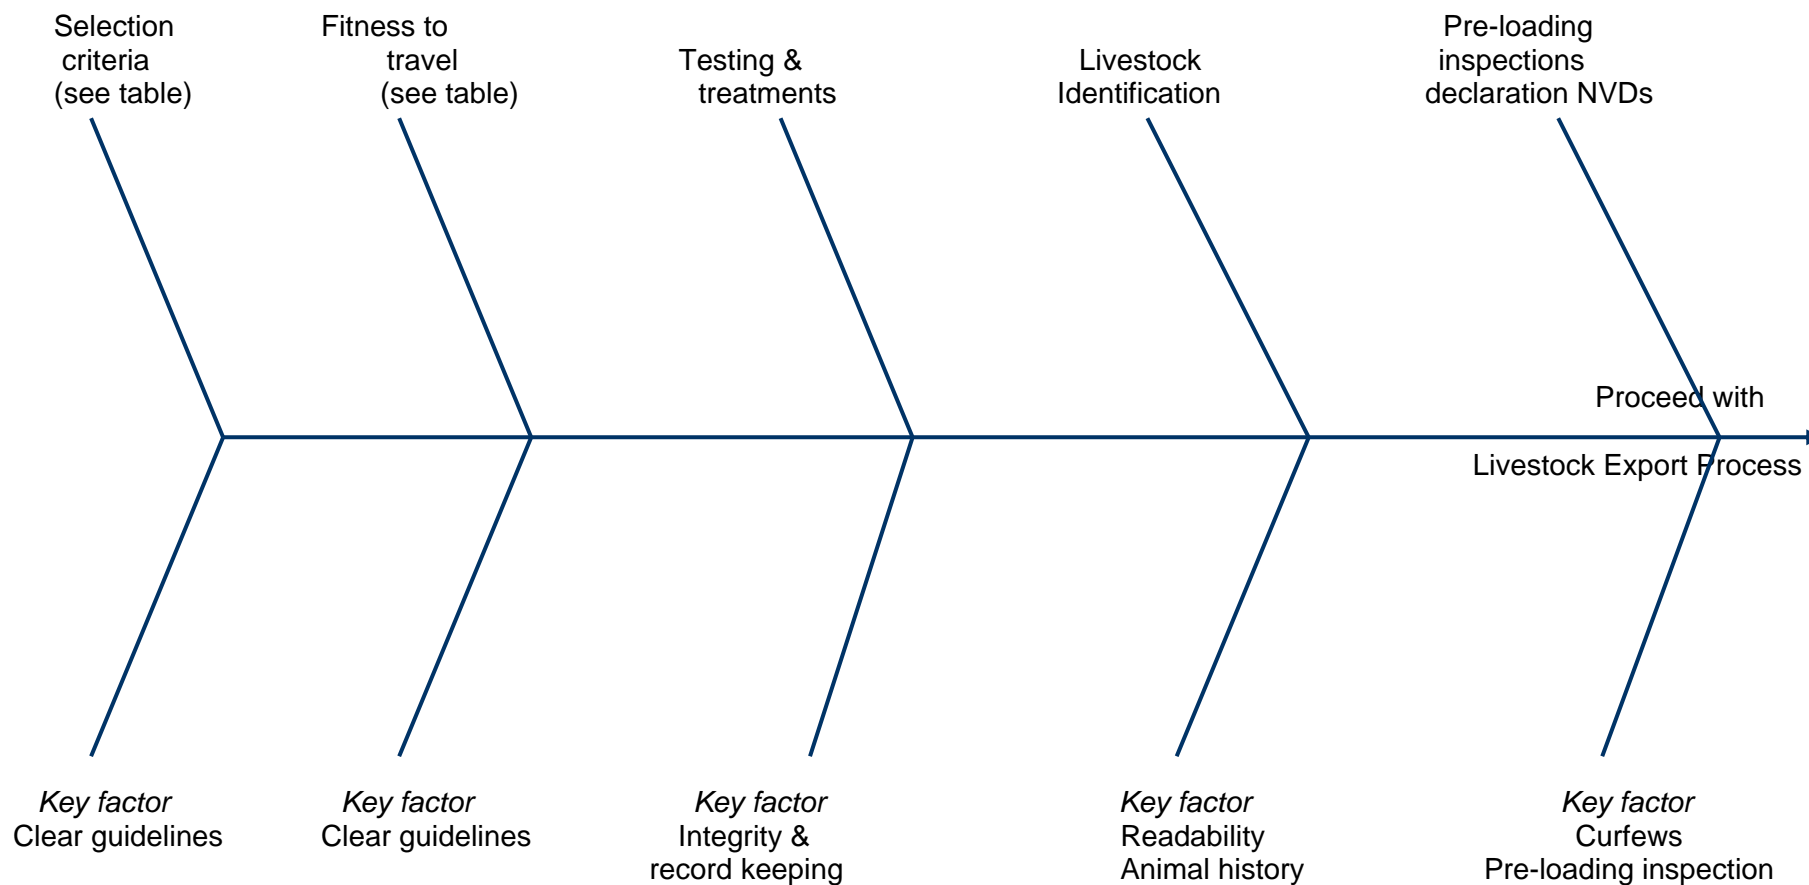 Selection
criteria
(see table)
Fitness to
travel
(see table)
Testing &
treatments
Livestock
Identification
Pre-loading
inspections
declaration NVDs
Proceed with
Livestock Export Process
Key factor
Clear guidelines
Key factor
Clear guidelines
Key factor
Integrity &
record keeping
Key factor
Readability
Animal history
Key factor
Curfews
Pre-loading inspection